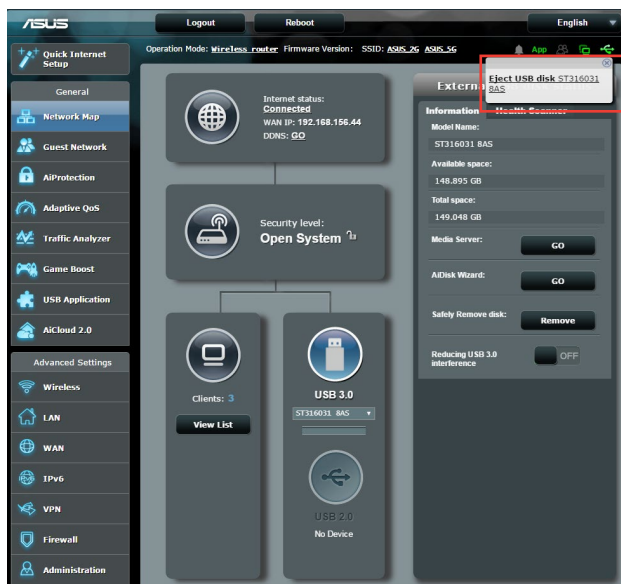 ASUS
Logout
Reboot
English
Quick Internet
Setup
Operation Mode: Wireless router Firmware Version: SSID: ASUS_2G ASUS_5G
App
General
Network Map
Guest Network
AiProtection
Adaptive QoS
Traffic Analyzer
Game Boost
USB Application
AiCloud 2.0
Advanced Settings
Wireless
LAN
WAN
IPv6
VPN
Firewall
Administration
Internet status:
Connected
WAN IP: 192.168.156.44
DDNS: GO
Security level:
Open System
Clients: 3
View List
USB 3.0
ST316031 8AS
USB 2.0
No Device
Eject USB disk ST316031
8AS
Extern
Information
Health Scanner
Model Name:
ST316031 8AS
Available space:
148.895 GB
Total space:
149.048 GB
Media Server:
GO
AiDisk Wizard:
GO
Safely Remove disk:
Remove
Reducing USB 3.0
interference
OFF